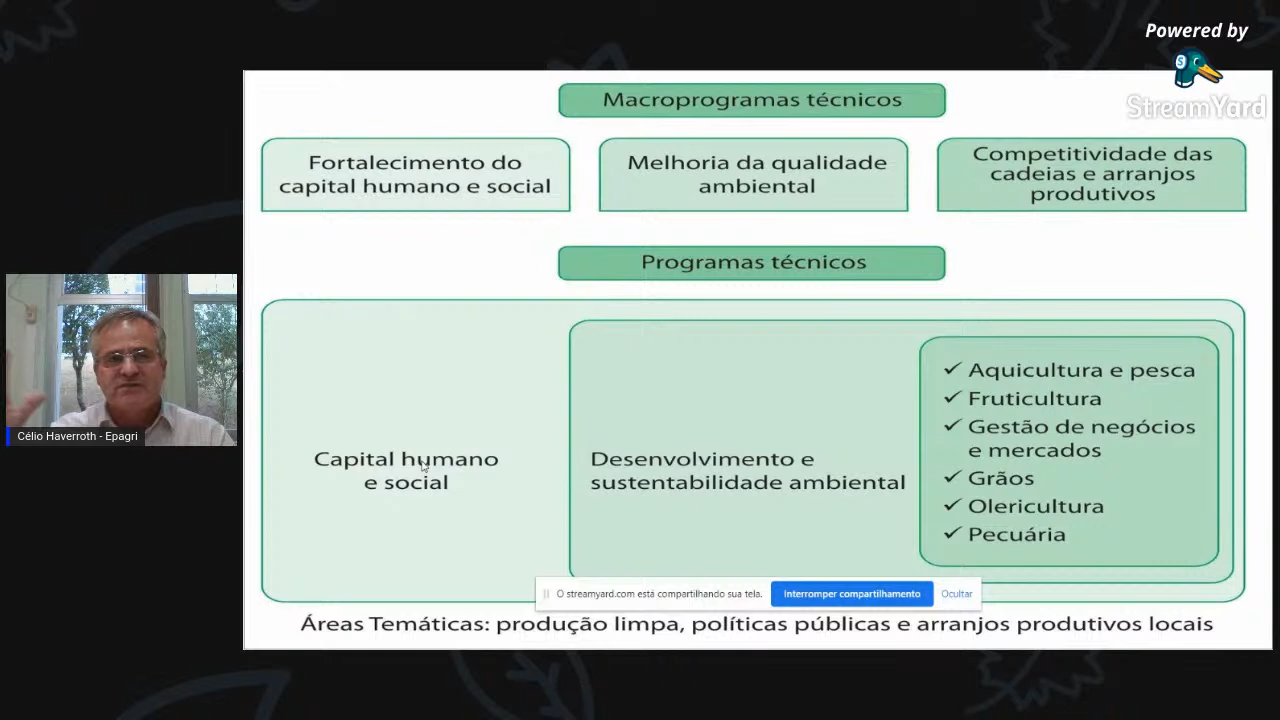 Powered by
StreamYard
Macroprogramas técnicos
Fortalecimento do
capital humano e social
Melhoria da qualidade
ambiental
Competitividade das
cadeias e arranjos
produtivos
Programas técnicos
Capital humano
e social
Desenvolvimento e
sustentabilidade ambiental
✓ Aquicultura e pesca
✓ Fruticultura
✓ Gestão de negócios
e mercados
✓ Grãos
✓ Olericultura
✓ Pecuária
Célio Haverroth - Epagri
O streamyard.com está compartilhando sua tela. Interromper compartilhamento Ocultar
Áreas Temáticas: produção limpa, políticas públicas e arranjos produtivos locais